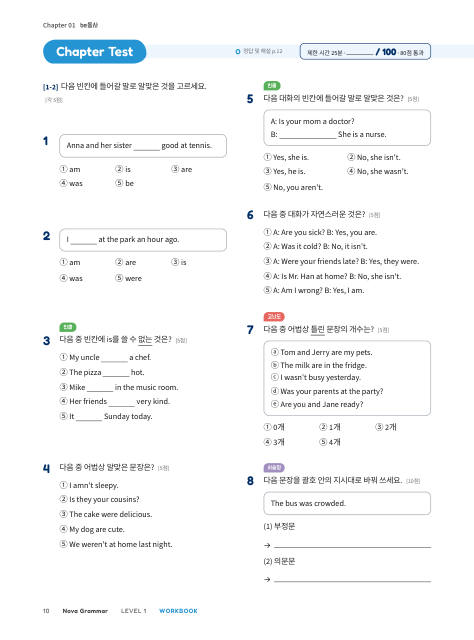 Chapter 01 be동사
Chapter Test
정답 및 해설 p.12
제한 시간 25분 · ______ / 100 · 80점 통과
[1-2] 다음 빈칸에 들어갈 말로 알맞은 것을 고르세요.
[각 5점]
1
Anna and her sister ______ good at tennis.
① am ② is ③ are
④ was ⑤ be
2
I ______ at the park an hour ago.
① am ② are ③ is
④ was ⑤ were
빈출
3 다음 중 빈칸에 is를 쓸 수 없는 것은? [5점]
① My uncle ______ a chef.
② The pizza ______ hot.
③ Mike ______ in the music room.
④ Her friends ______ very kind.
⑤ It ______ Sunday today.
4 다음 중 어법상 알맞은 문장은? [5점]
① I amn't sleepy.
② Is they your cousins?
③ The cake were delicious.
④ My dog are cute.
⑤ We weren't at home last night.
빈출
5 다음 대화의 빈칸에 들어갈 말로 알맞은 것은? [5점]
A: Is your mom a doctor?
B: ______________ She is a nurse.
① Yes, she is. ② No, she isn't.
③ Yes, he is. ④ No, she wasn't.
⑤ No, you aren't.
6 다음 중 대화가 자연스러운 것은? [5점]
① A: Are you sick? B: Yes, you are.
② A: Was it cold? B: No, it isn't.
③ A: Were your friends late? B: Yes, they were.
④ A: Is Mr. Han at home? B: No, she isn't.
⑤ A: Am I wrong? B: Yes, I am.
고난도
7 다음 중 어법상 틀린 문장의 개수는? [5점]
ⓐ Tom and Jerry are my pets.
ⓑ The milk are in the fridge.
ⓒ I wasn't busy yesterday.
ⓓ Was your parents at the party?
ⓔ Are you and Jane ready?
① 0개 ② 1개 ③ 2개
④ 3개 ⑤ 4개
서술형
8 다음 문장을 괄호 안의 지시대로 바꿔 쓰세요. [10점]
The bus was crowded.
(1) 부정문
→ ______________
(2) 의문문
→ ______________
10 Nova Grammar LEVEL 1 WORKBOOK